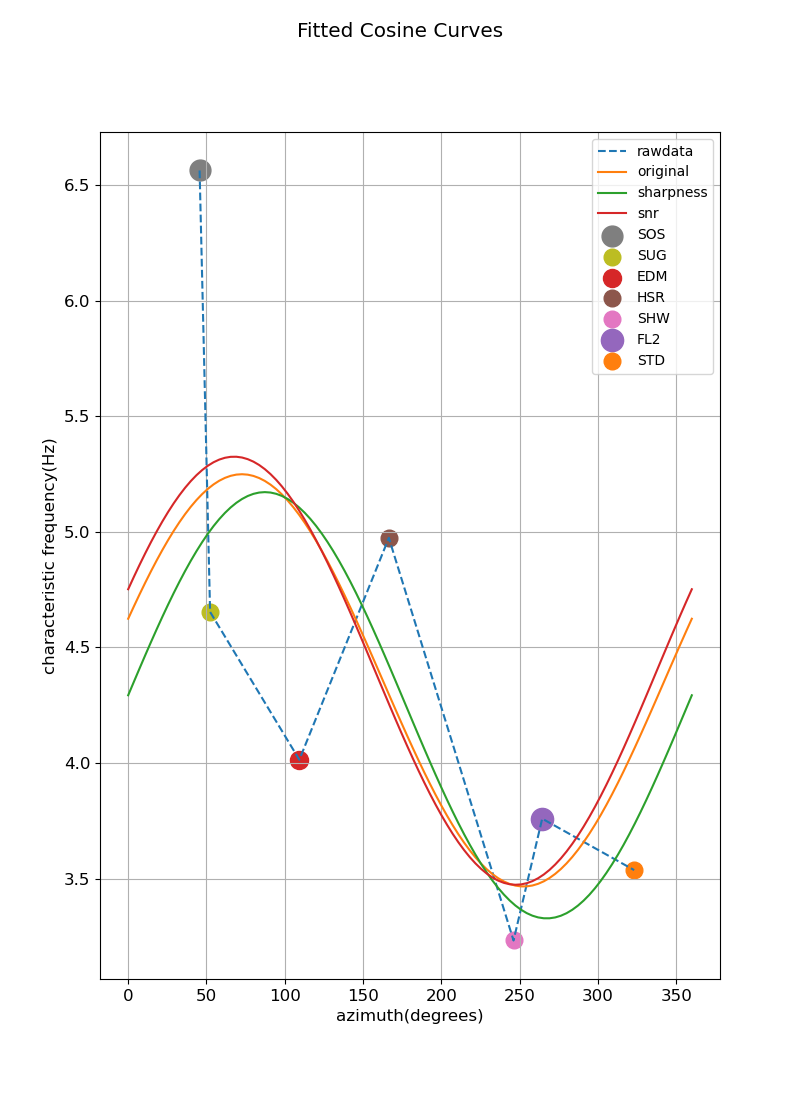 Fitted Cosine Curves
rawdata
original
sharpness
snr
SOS
SUG
EDM
HSR
SHW
FL2
STD
6.5
6.0
5.5
5.0
4.5
4.0
3.5
characteristic frequency(Hz)
0 50 100 150 200 250 300 350
azimuth(degrees)